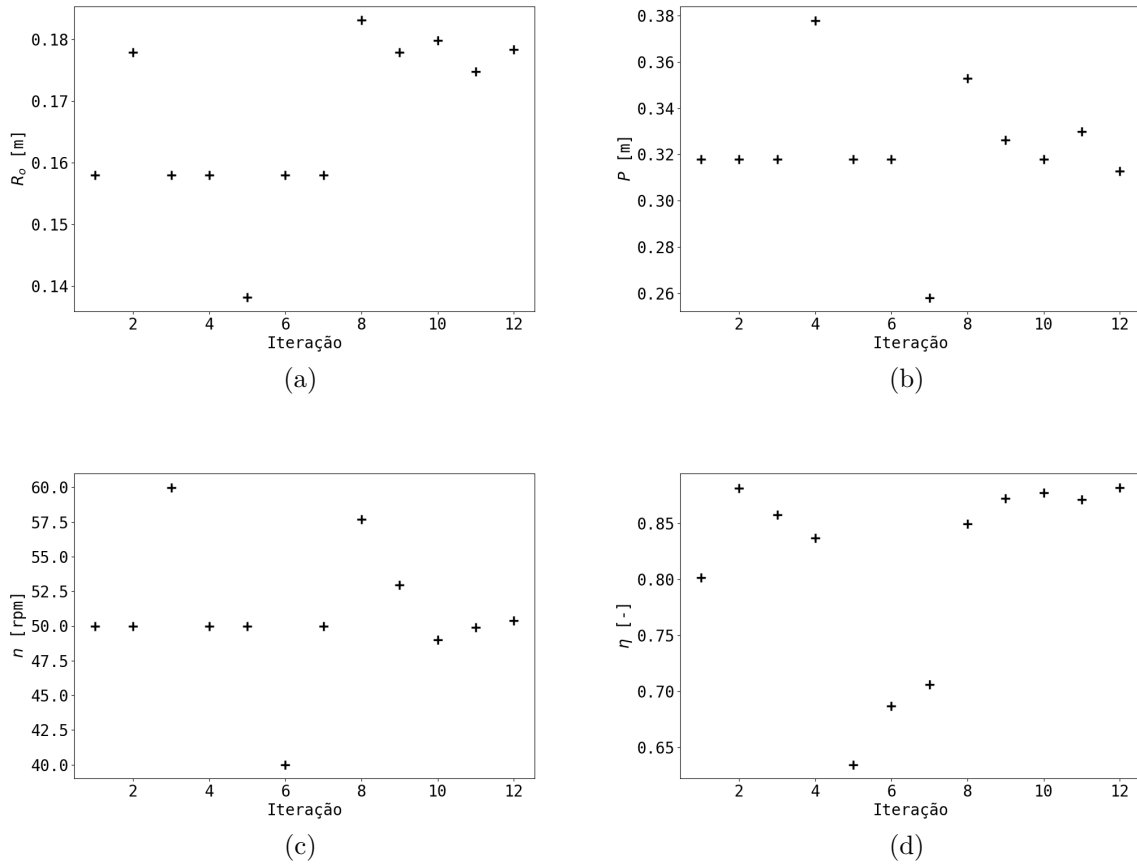 0.18
0.17
0.16
0.15
0.14
R_o [m]
2 4 6 8 10 12
Iteração
(a)
0.38
0.36
0.34
0.32
0.30
0.28
0.26
P [m]
2 4 6 8 10 12
Iteração
(b)
60.0
57.5
55.0
52.5
50.0
47.5
45.0
42.5
40.0
n [rpm]
2 4 6 8 10 12
Iteração
(c)
0.85
0.80
0.75
0.70
0.65
η [-]
2 4 6 8 10 12
Iteração
(d)